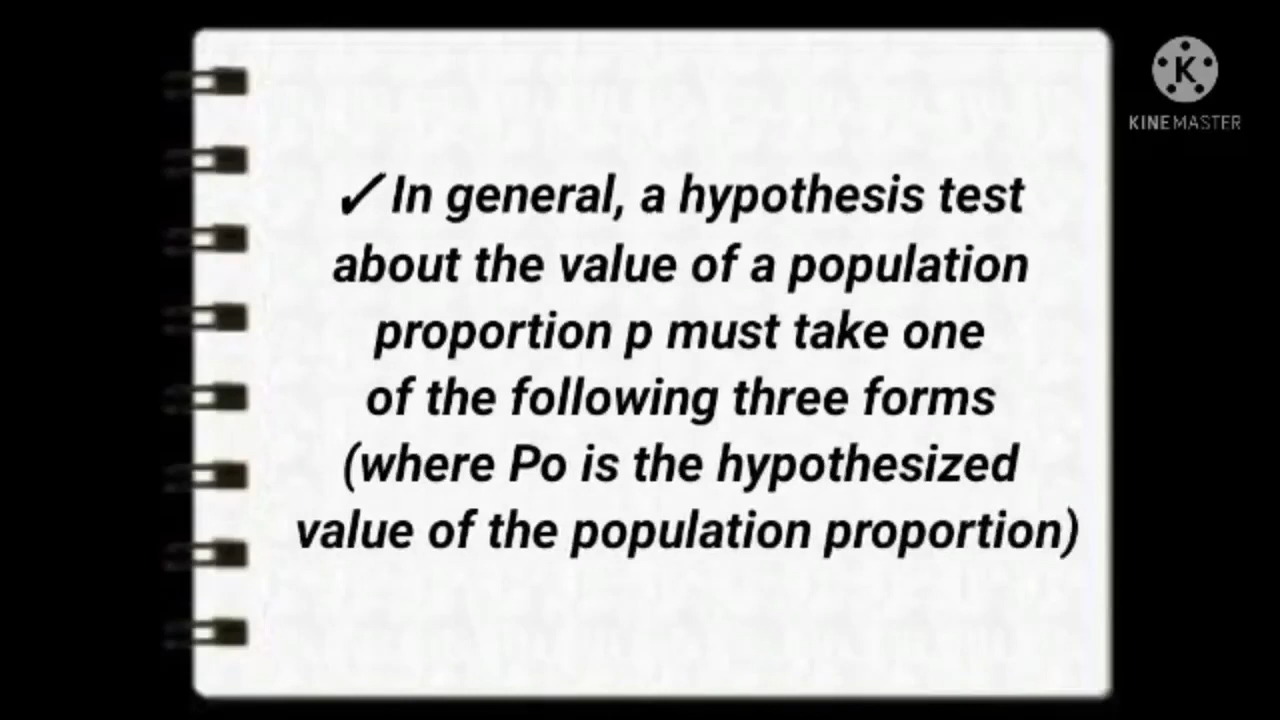 ✓ In general, a hypothesis test
about the value of a population
proportion p must take one
of the following three forms
(where Po is the hypothesized
value of the population proportion)
K
KINEMASTER